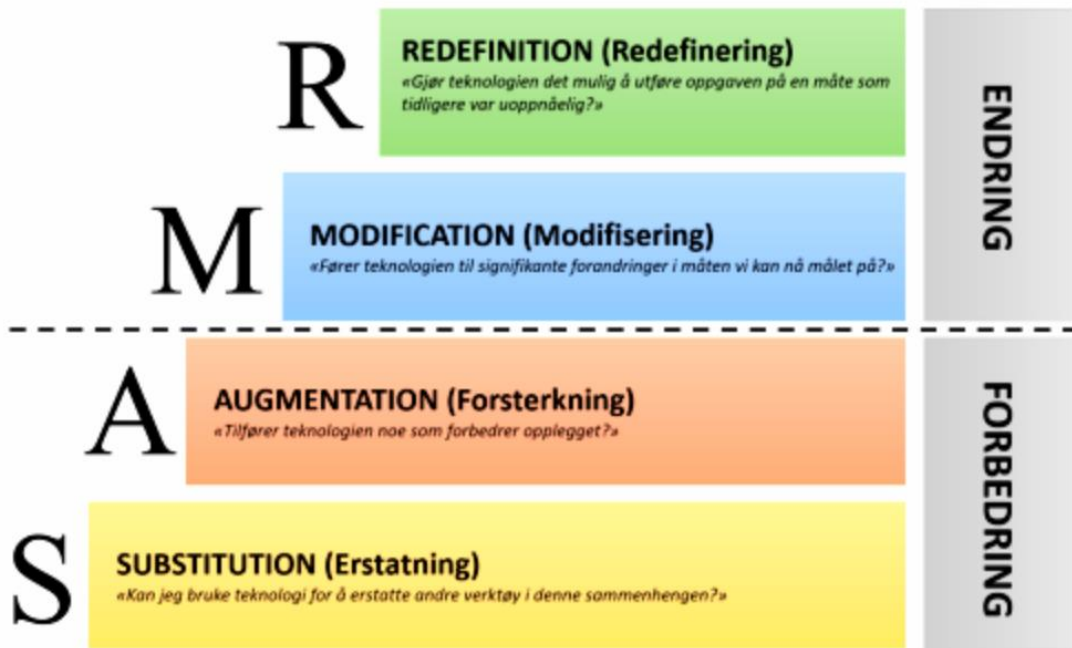 R
REDEFINITION (Redefinering)
«Gjør teknologien det mulig å utføre oppgaven på en måte som
tidligere var uoppnåelig?»
M
MODIFICATION (Modifisering)
«Fører teknologien til signifikante forandringer i måten vi kan nå målet på?»
ENDRING
A
AUGMENTATION (Forsterkning)
«Tilfører teknologien noe som forbedrer opplegget?»
S
SUBSTITUTION (Erstatning)
«Kan jeg bruke teknologi for å erstatte andre verktøy i denne sammenhengen?»
FORBEDRING